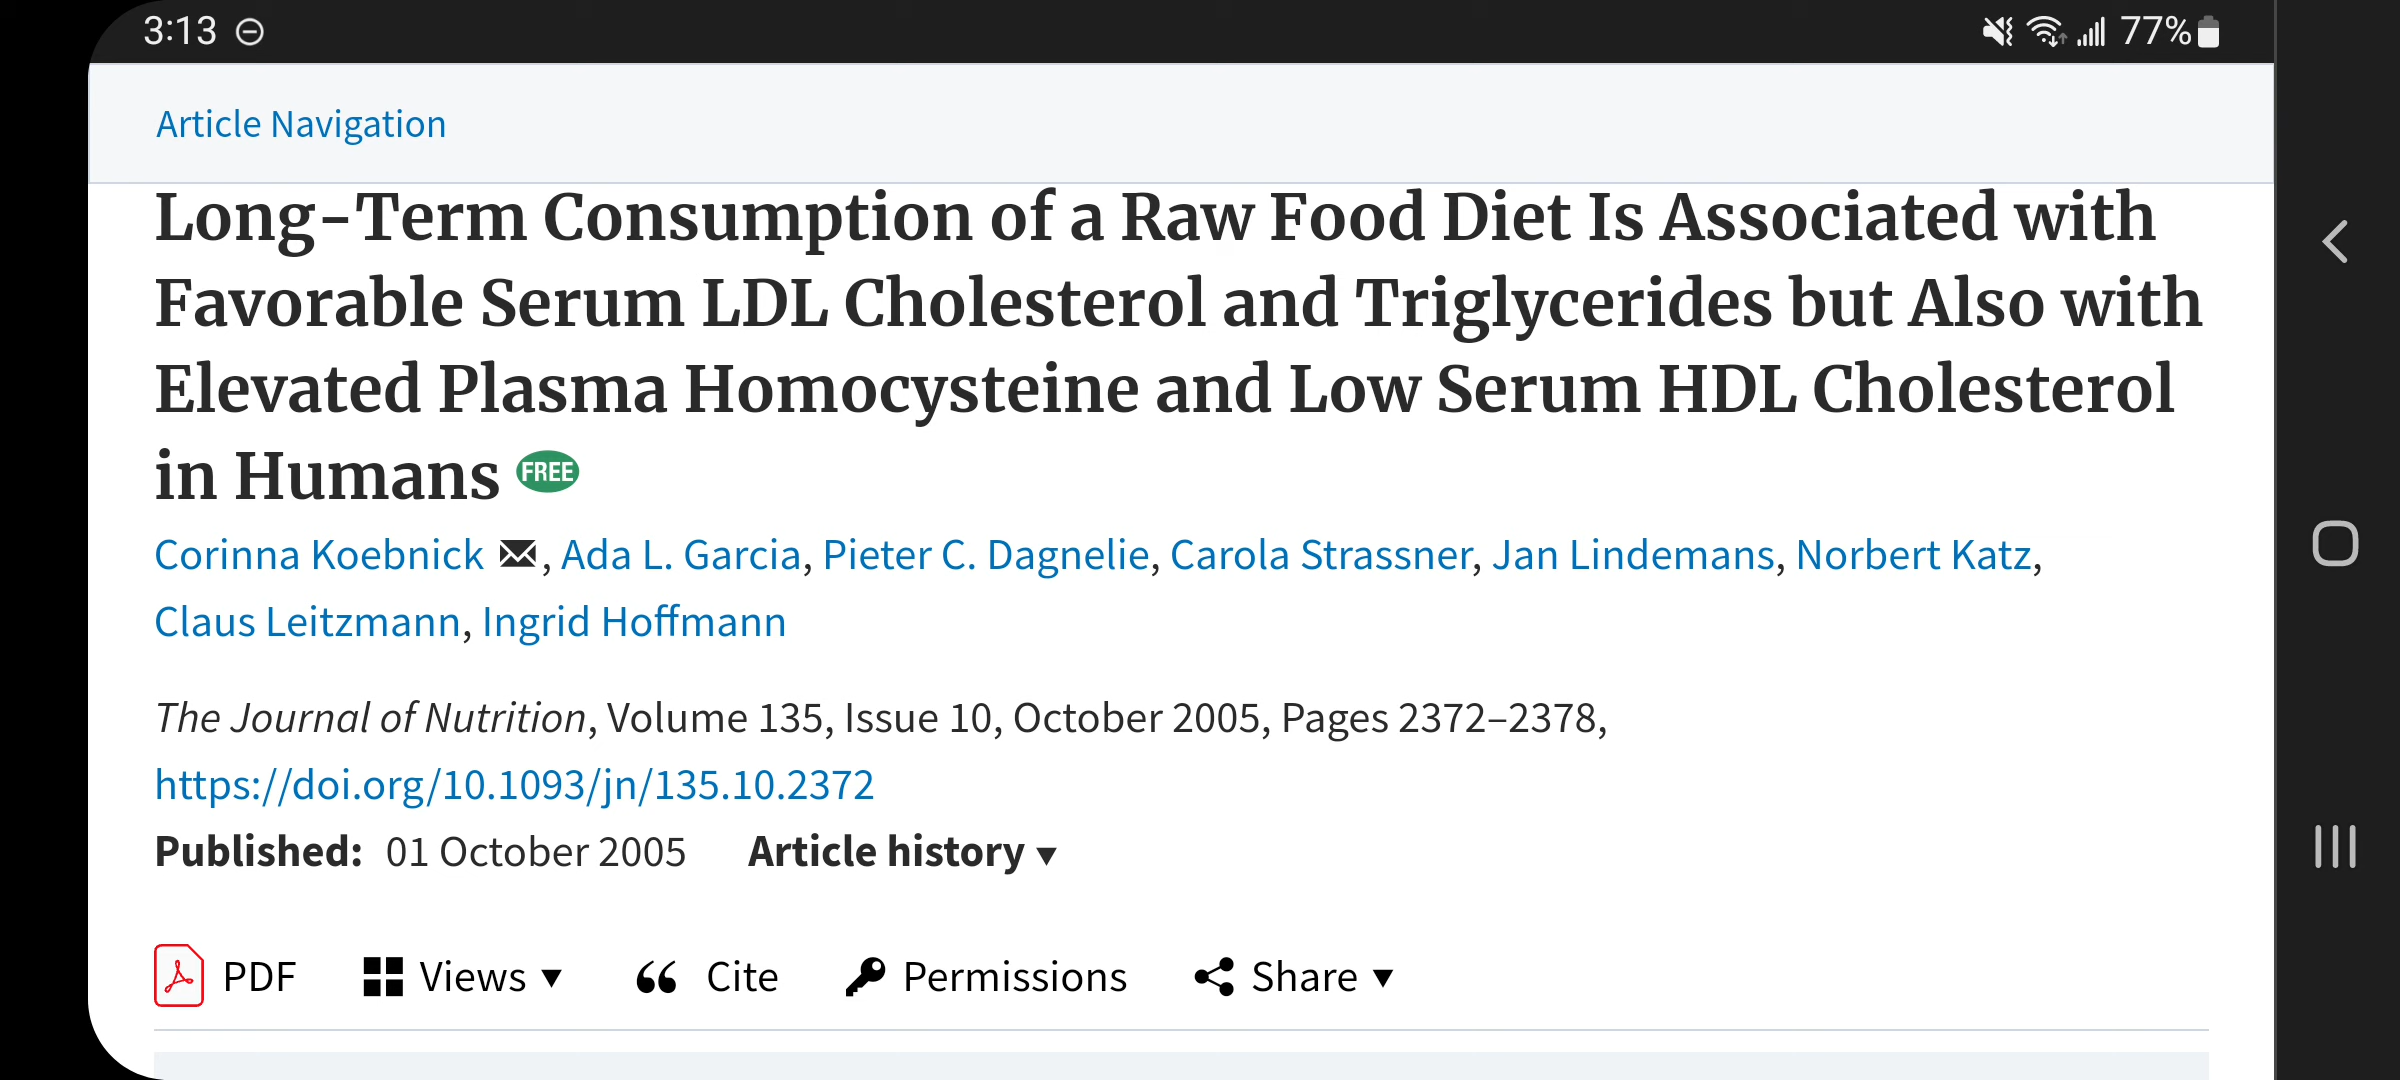 3:13
77%
Article Navigation
Long-Term Consumption of a Raw Food Diet Is Associated with
Favorable Serum LDL Cholesterol and Triglycerides but Also with
Elevated Plasma Homocysteine and Low Serum HDL Cholesterol
in Humans FREE
Corinna Koebnick, Ada L. Garcia, Pieter C. Dagnelie, Carola Strassner, Jan Lindemans, Norbert Katz,
Claus Leitzmann, Ingrid Hoffmann
The Journal of Nutrition, Volume 135, Issue 10, October 2005, Pages 2372–2378,
https://doi.org/10.1093/jn/135.10.2372
Published: 01 October 2005 Article history
PDF Views Cite Permissions Share